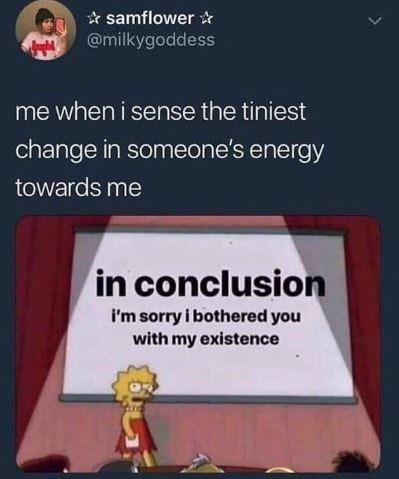 ☆ samflower ☆
@milkygoddess
me when i sense the tiniest
change in someone's energy
towards me
in conclusion
i'm sorry i bothered you
with my existence